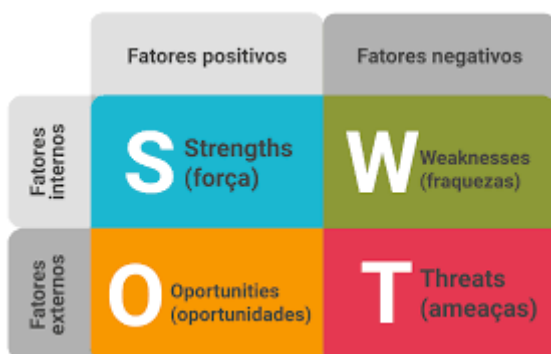 Fatores positivos
Fatores negativos
Fatores
internos
S
Strengths
(força)
W
Weaknesses
(fraquezas)
Fatores
externos
O
Oportunities
(oportunidades)
T
Threats
(ameaças)